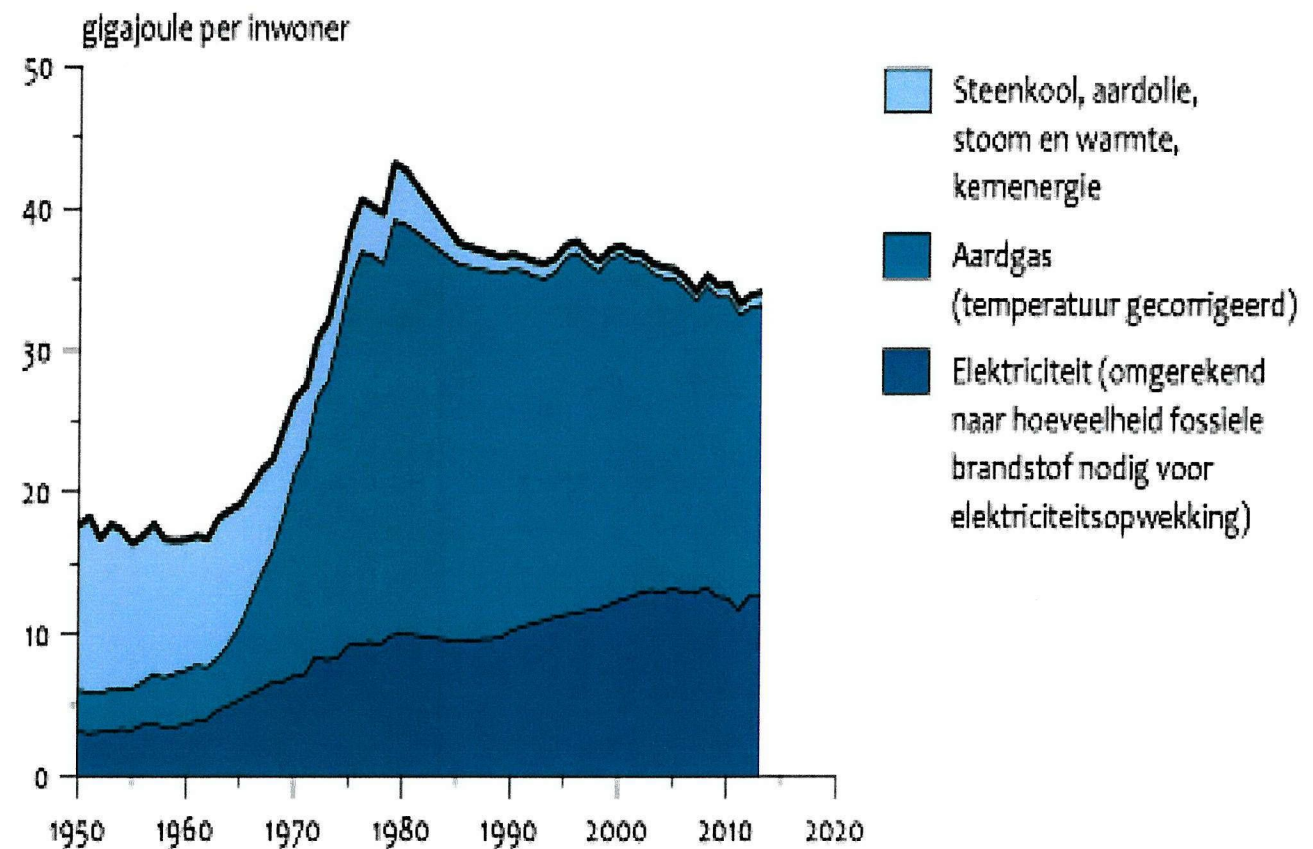 gigajoule per inwoner
50
40
30
20
10
0
1950 1960 1970 1980 1990 2000 2010 2020
Steenkool, aardolie,
stoom en warmte,
kernenergie
Aardgas
(temperatuur gecorrigeerd)
Elektriciteit (omgerekend
naar hoeveelheid fossiele
brandstof nodig voor
elektriciteitsopwekking)